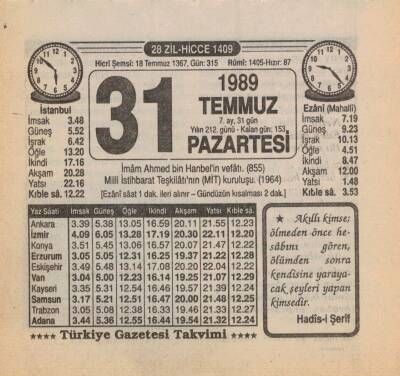 28 ZİL-HİCCE 1409
Hicrî Şemsî: 18 Temmuz 1367, Gün: 315 Rûmî: 1405-Hızır: 87
31
1989
TEMMUZ
7. ay, 31 gün
Yılın 212. günü - Kalan gün: 153
PAZARTESİ
İstanbul
İmsak 3.48
Güneş 5.52
İşrak 6.42
Öğle 13.20
İkindi 17.16
Akşam 20.28
Yatsı 22.16
Kıble sâ. 12.22
Ezânî (Mahalli)
İmsak 7.19
Güneş 9.23
İşrak 10.13
Öğle 4.50
İkindi 8.47
Akşam 12.00
Yatsı 1.48
Kıble sâ. 3.53
İmâm Ahmed bin Hanbel'in vefâtı. (855)
Milli İstihbarat Teşkilâtı'nın (MİT) kuruluşu. (1964)
[Ezânî sâat 1 dak. ileri alınır — Gündüzün kısalması 2 dak.]
Yaz Sâati İmsak Güneş Öğle İkindi Akşam Yatsı Kıble sâ.
Ankara 3.39 5.38 13.05 16.59 20.11 21.55 12.23
İzmir 4.09 6.05 13.28 17.19 20.30 22.11 12.20
Konya 3.51 5.45 13.06 16.57 20.07 21.47 12.22
Erzurum 3.05 5.05 12.31 16.25 19.37 21.22 12.28
Eskişehir 3.49 5.48 13.14 17.08 20.20 22.04 12.22
Van 3.04 5.00 12.23 16.14 19.25 21.07 12.29
Kayseri 3.35 5.31 12.54 16.46 19.57 21.39 12.24
Samsun 3.17 5.21 12.51 16.47 20.00 21.48 12.25
Trabzon 3.05 5.08 12.38 16.33 19.46 21.33 12.27
Adana 3.44 5.36 12.55 16.44 19.54 21.32 12.24
★★★★ Türkiye Gazetesi Takvimi ★★★★
★ Akıllı kimse;
ölmeden önce he-
sâbını gören,
ölümden sonra
kendisine yaraya-
cak şeyleri yapan
kimsedir.
Hadîs-i Şerîf